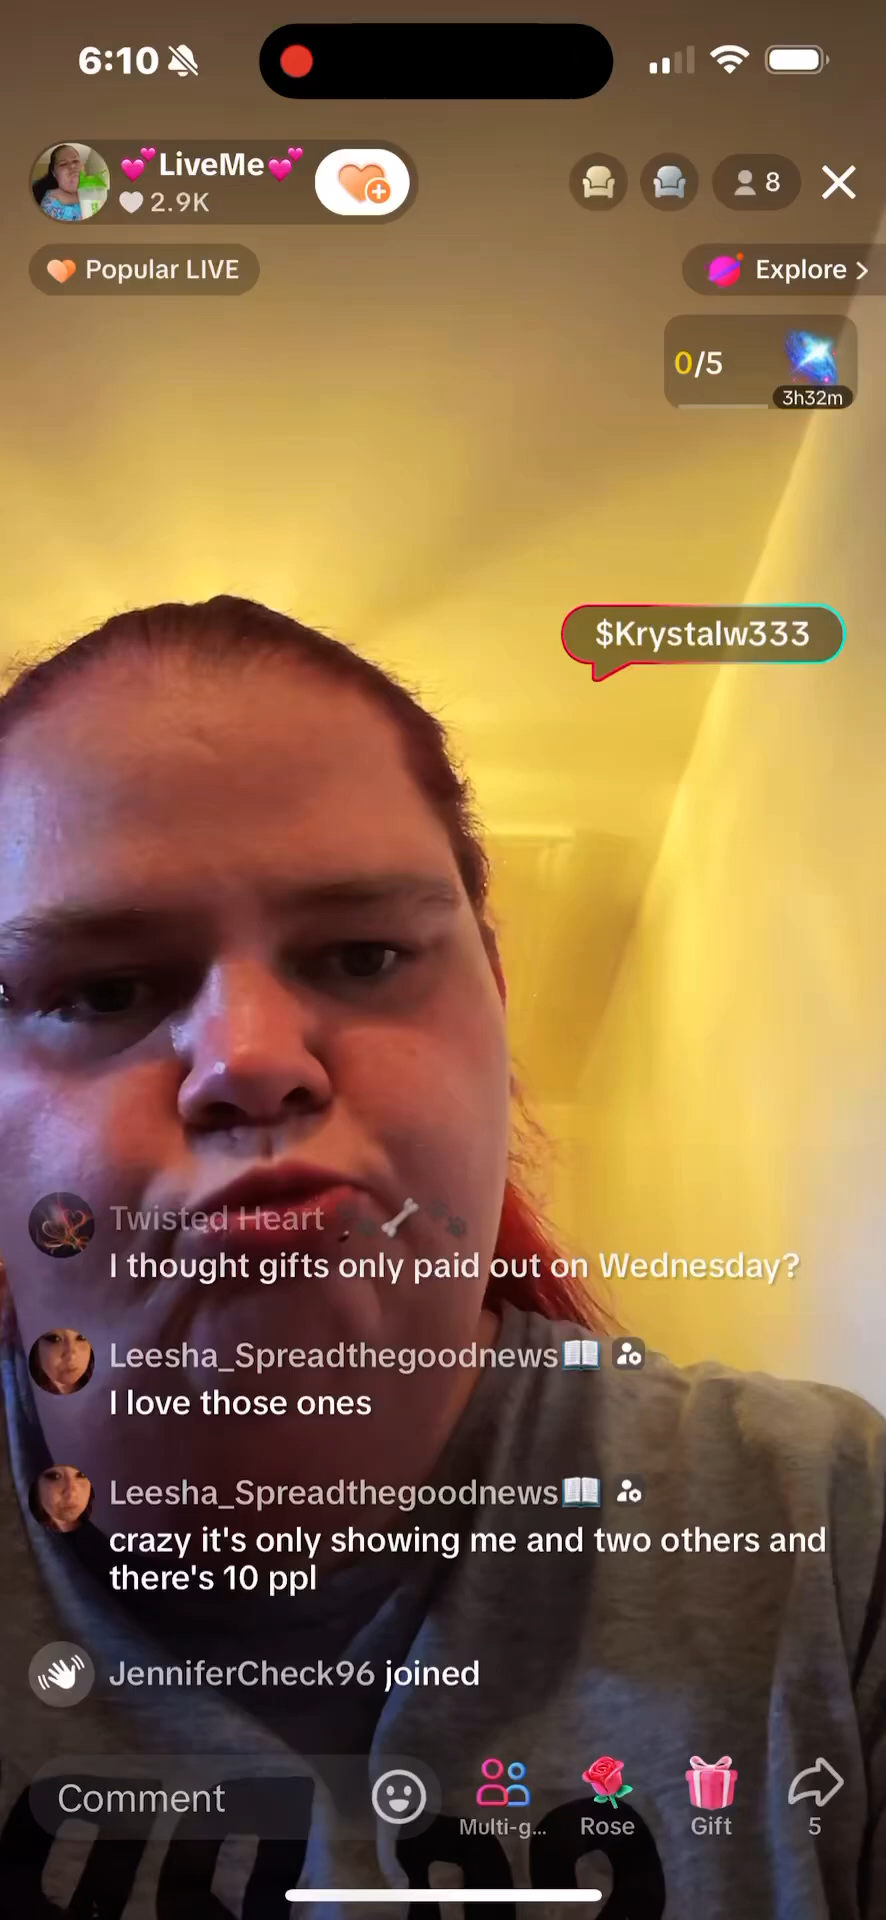 6:10
💕LiveMe💕
2.9K
8
Popular LIVE
Explore >
0/5
3h32m
$Krystalw333
Twisted Heart 🐾🦴🐾
I thought gifts only paid out on Wednesday?
Leesha_Spreadthegoodnews📖
I love those ones
Leesha_Spreadthegoodnews📖
crazy it's only showing me and two others and
there's 10 ppl
JenniferCheck96 joined
Comment
Multi-g...
Rose
Gift
5